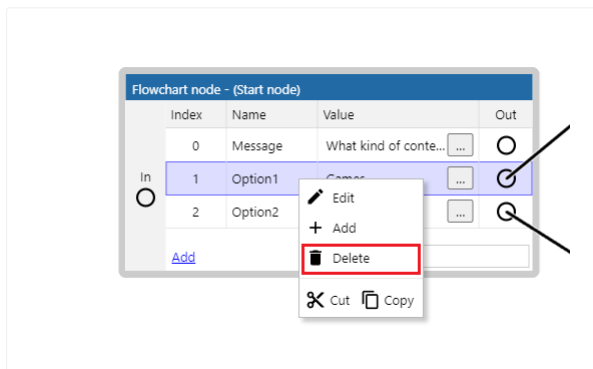 Flowchart node - (Start node)
Index Name Value Out
0 Message What kind of conte... ...
In
1 Option1 Games ...
2 Option2 ...
Add
Edit
Add
Delete
Cut Copy